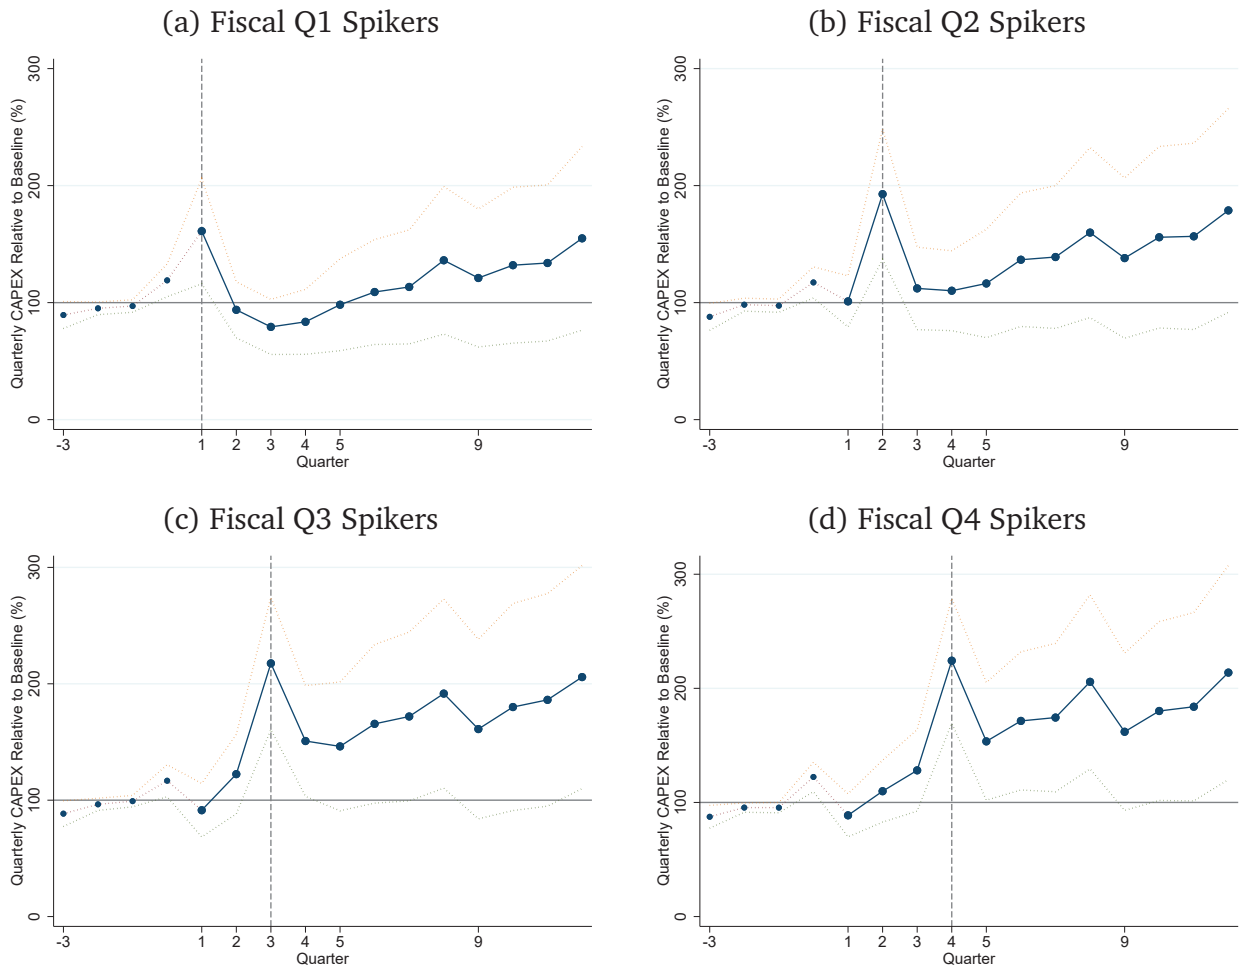 (a) Fiscal Q1 Spikers
Quarterly CAPEX Relative to Baseline (%)
300
200
100
0
-3 1 2 3 4 5 9
Quarter
(b) Fiscal Q2 Spikers
Quarterly CAPEX Relative to Baseline (%)
300
200
100
0
-3 1 2 3 4 5 9
Quarter
(c) Fiscal Q3 Spikers
Quarterly CAPEX Relative to Baseline (%)
300
200
100
0
-3 1 2 3 4 5 9
Quarter
(d) Fiscal Q4 Spikers
Quarterly CAPEX Relative to Baseline (%)
300
200
100
0
-3 1 2 3 4 5 9
Quarter